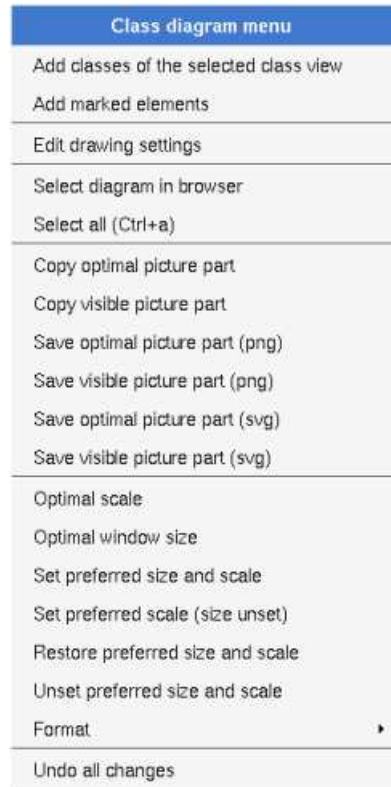 Class diagram menu
Add classes of the selected class view
Add marked elements
Edit drawing settings
Select diagram in browser
Select all (Ctrl+a)
Copy optimal picture part
Copy visible picture part
Save optimal picture part (png)
Save visible picture part (png)
Save optimal picture part (svg)
Save visible picture part (svg)
Optimal scale
Optimal window size
Set preferred size and scale
Set preferred scale (size unset)
Restore preferred size and scale
Unset preferred size and scale
Format
Undo all changes